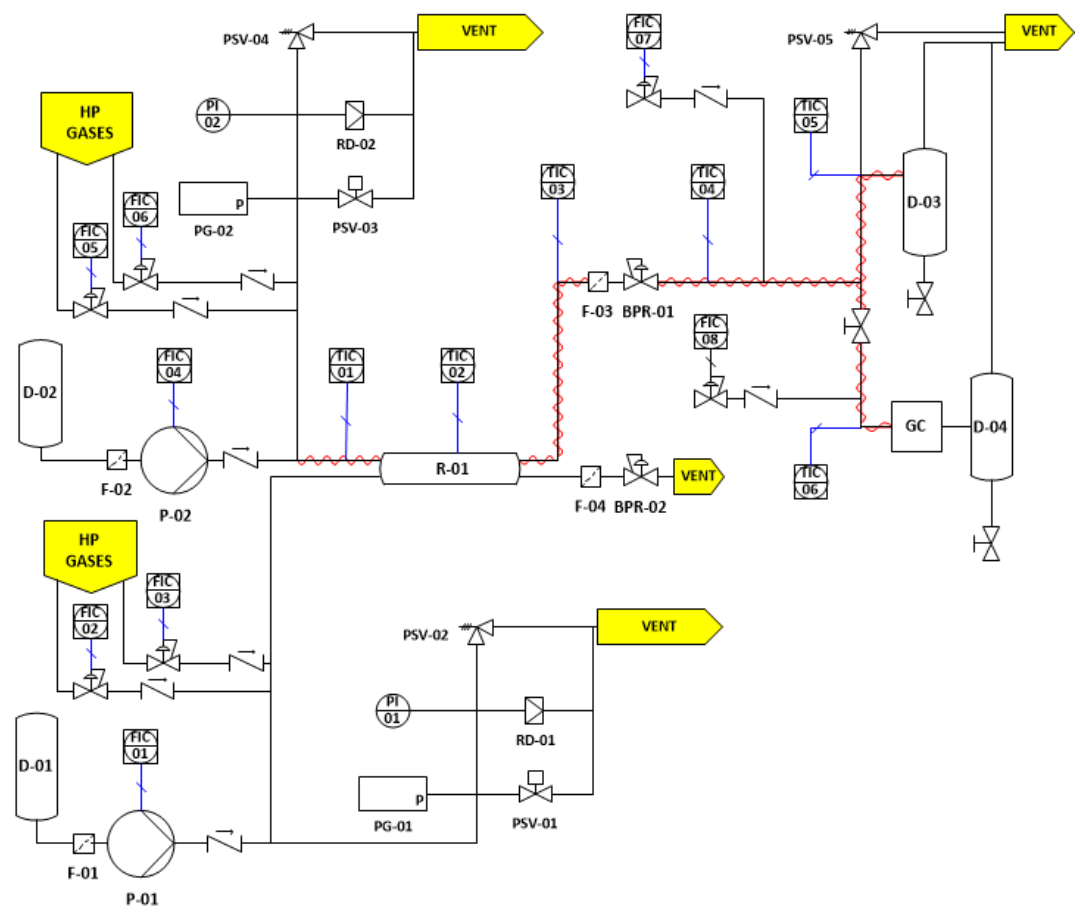 VENT
VENT
FIC
07
PSV-04
PSV-05
HP
GASES
PI
02
RD-02
TIC
05
FIC
06
PG-02
P
PSV-03
TIC
03
TIC
04
D-03
FIC
05
F-03
BPR-01
FIC
08
D-02
FIC
04
TIC
01
TIC
02
GC
D-04
R-01
F-02
P-02
F-04
BPR-02
VENT
TIC
06
HP
GASES
FIC
03
FIC
02
PSV-02
VENT
PI
01
RD-01
D-01
FIC
01
PG-01
P
PSV-01
F-01
P-01